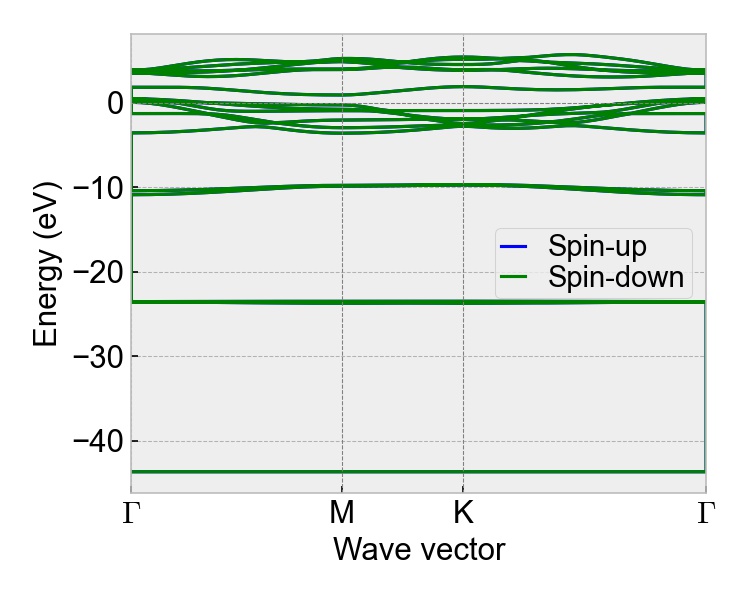 0
−10
−20
−30
−40
Energy (eV)
Spin-up
Spin-down
Γ M K Γ
Wave vector